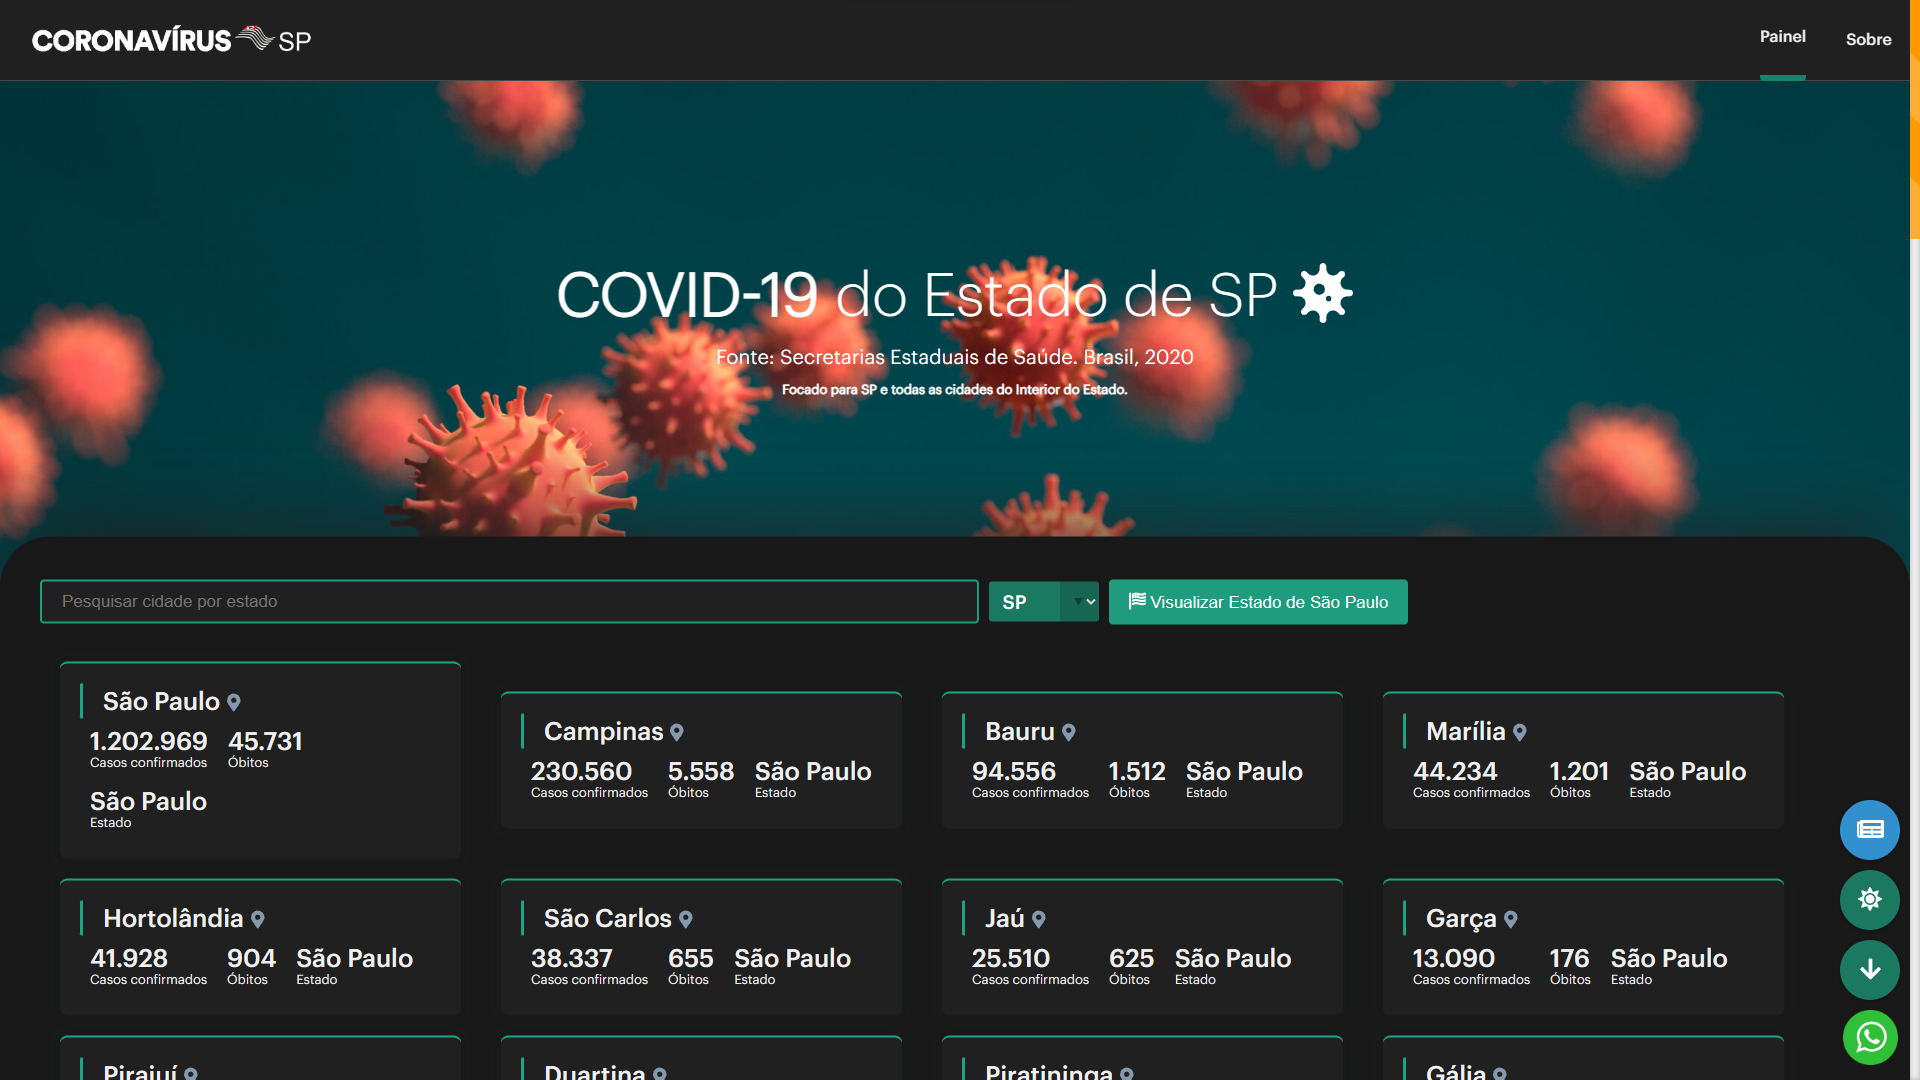 CORONAVÍRUS SP
Painel
Sobre
COVID-19 do Estado de SP
Fonte: Secretarias Estaduais de Saúde. Brasil, 2020
Focado para SP e todas as cidades do Interior do Estado.
Pesquisar cidade por estado
SP
Visualizar Estado de São Paulo
São Paulo
1.202.969 45.731
Casos confirmados Óbitos
São Paulo
Estado
Campinas
230.560 5.558 São Paulo
Casos confirmados Óbitos Estado
Bauru
94.556 1.512 São Paulo
Casos confirmados Óbitos Estado
Marília
44.234 1.201 São Paulo
Casos confirmados Óbitos Estado
Hortolândia
41.928 904 São Paulo
Casos confirmados Óbitos Estado
São Carlos
38.337 655 São Paulo
Casos confirmados Óbitos Estado
Jaú
25.510 625 São Paulo
Casos confirmados Óbitos Estado
Garça
13.090 176 São Paulo
Casos confirmados Óbitos Estado
Pirajuí
Duartina
Piratininga
Gália